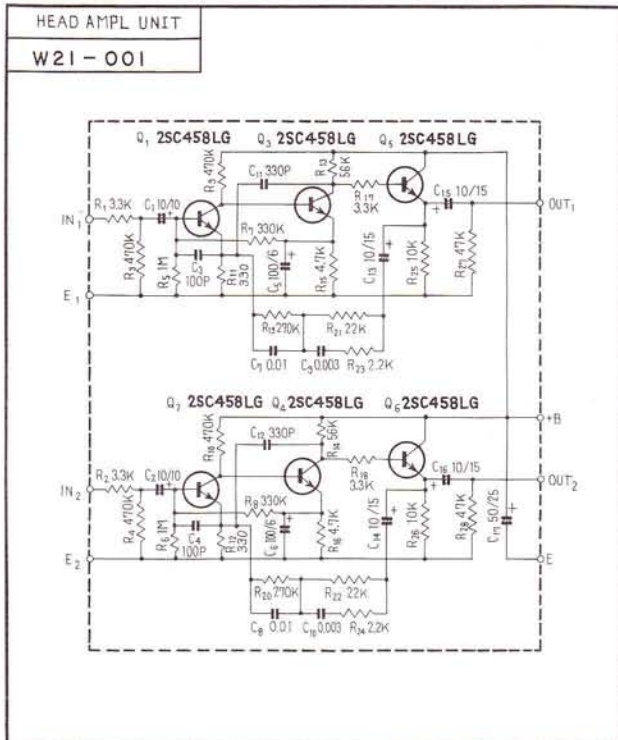 HEAD AMPL UNIT
W21-001
Q₁ 2SC458LG Q₃ 2SC458LG Q₅ 2SC458LG
R₉ 470K
C₁₁ 330P
R₁₃ 56K
R₁₇ 3.3K
C₁₅ 10/15
IN₁
R₁ 3.3K
C₁ 10/10
OUT₁
R₃ 470K
R₅ 1M
C₃ 100P
R₁₁ 330
R₇ 330K
C₅ 100/6
R₁₅ 4.7K
C₁₃ 10/15
R₂₅ 10K
R₂₇ 47K
E₁
R₁₉ 270K
R₂₁ 22K
C₇ 0.01
C₉ 0.003
R₂₃ 2.2K
Q₂ 2SC458LG Q₄ 2SC458LG Q₆ 2SC458LG
+B
R₁₀ 470K
C₁₂ 330P
R₁₄ 56K
R₁₈ 3.3K
C₁₆ 10/15
IN₂
R₂ 3.3K
C₂ 10/10
OUT₂
R₄ 470K
R₆ 1M
C₄ 100P
R₁₂ 330
R₈ 330K
C₆ 100/6
R₁₆ 4.7K
C₁₄ 10/15
R₂₆ 10K
R₂₈ 47K
C₁₇ 50/25
E₂
E
R₂₀ 270K
R₂₂ 22K
C₈ 0.01
C₁₀ 0.003
R₂₄ 2.2K